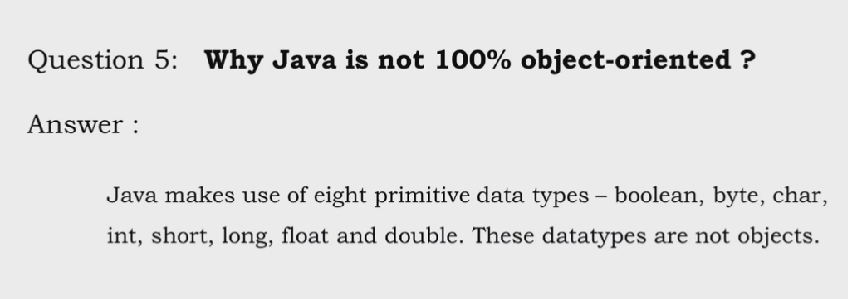 Question 5: Why Java is not 100% object-oriented ?
Answer :
Java makes use of eight primitive data types – boolean, byte, char,
int, short, long, float and double. These datatypes are not objects.